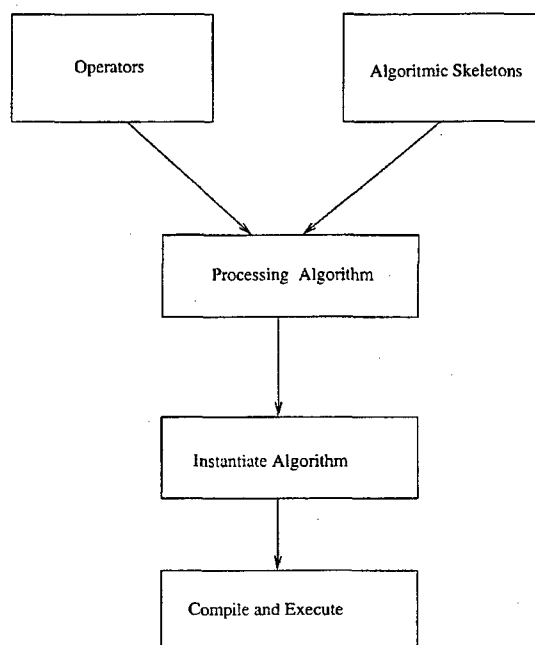 Operators
Algoritmic Skeletons
Processing Algorithm
Instantiate Algorithm
Compile and Execute